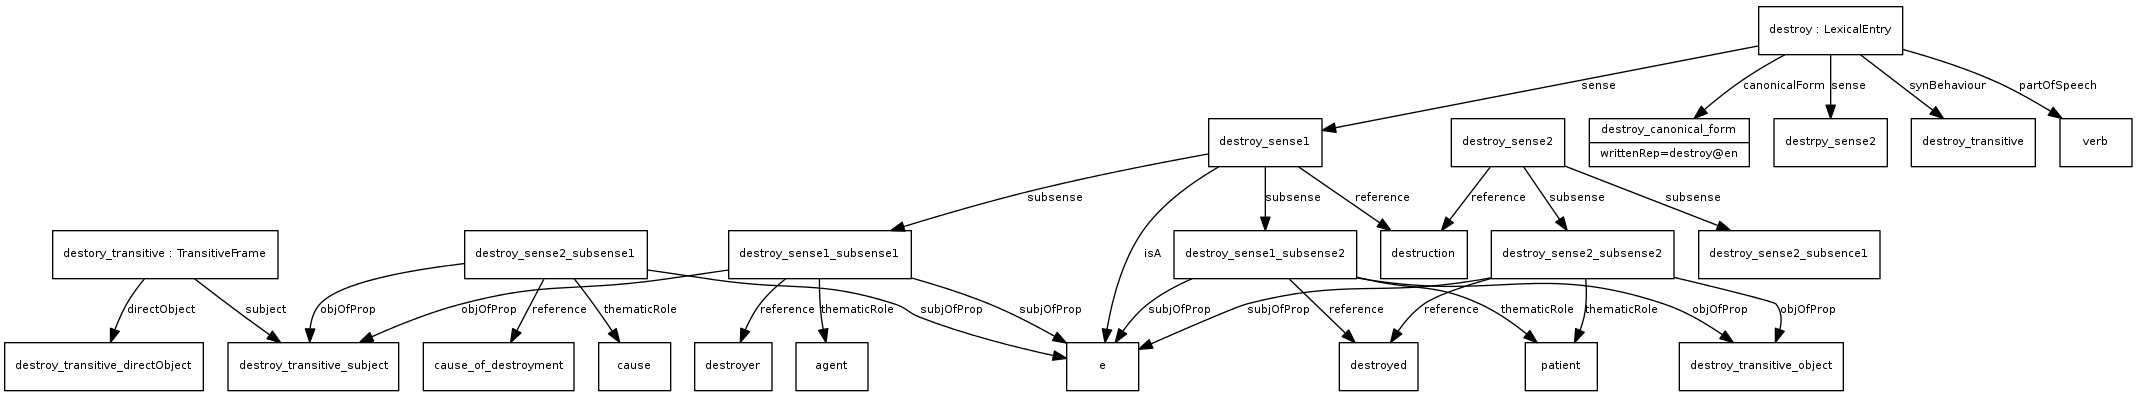 destroy : LexicalEntry
sense
canonicalForm
sense
synBehaviour
partOfSpeech
destroy_sense1
destroy_sense2
destroy_canonical_form
writtenRep=destroy@en
destrpy_sense2
destroy_transitive
verb
subsense
isA
subsense
reference
reference
subsense
subsense
destory_transitive : TransitiveFrame
destroy_sense2_subsense1
destroy_sense1_subsense1
destroy_sense1_subsense2
destruction
destroy_sense2_subsense2
destroy_sense2_subsence1
directObject
subject
objOfProp
reference
thematicRole
objOfProp
reference
thematicRole
subjOfProp
subjOfProp
subjOfProp
subjOfProp
reference
reference
thematicRole
thematicRole
objOfProp
objOfProp
destroy_transitive_directObject
destroy_transitive_subject
cause_of_destroyment
cause
destroyer
agent
e
destroyed
patient
destroy_transitive_object